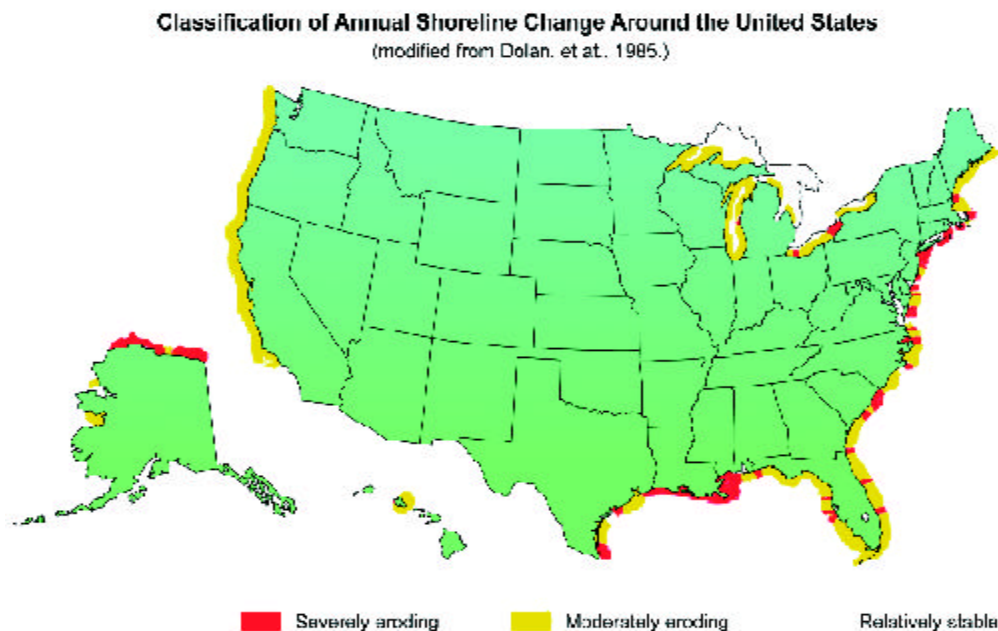 Classification of Annual Shoreline Change Around the United States
(modified from Dolan, et at., 1985.)
Severely eroding
Moderately eroding
Relatively stable